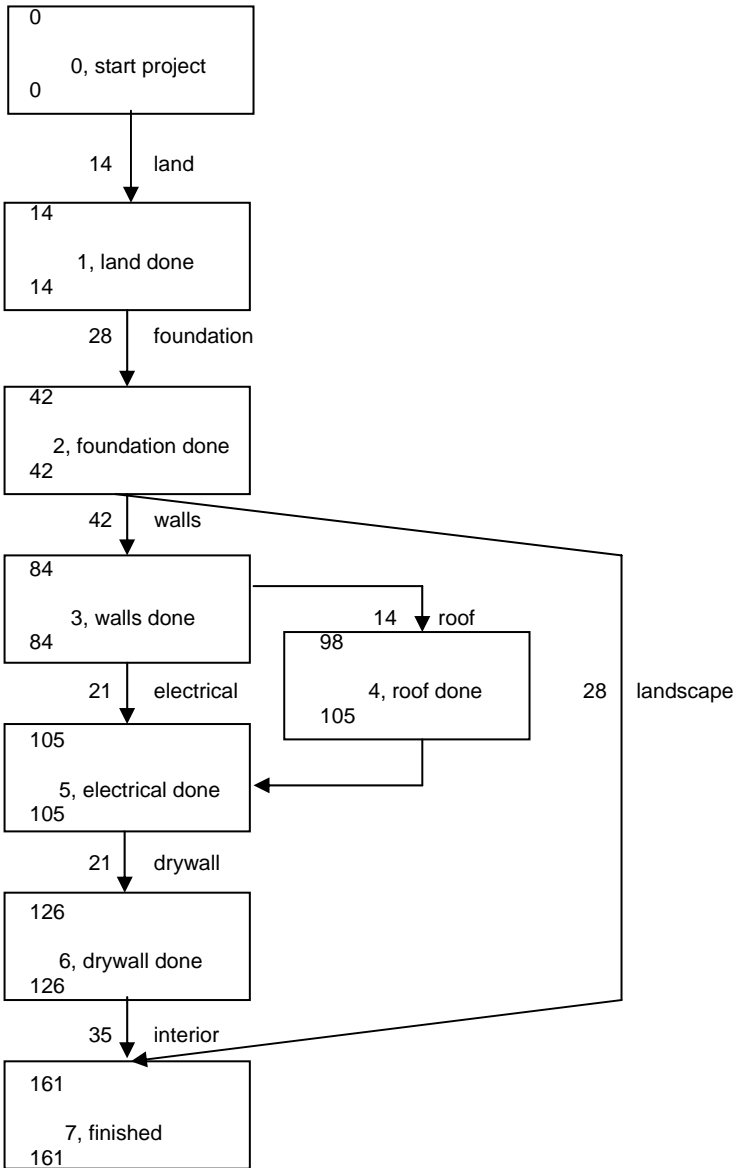 0
0, start project
0
14 land
14
1, land done
14
28 foundation
42
2, foundation done
42
42 walls
84
3, walls done
84
14 roof
98
4, roof done
105
28 landscape
21 electrical
105
5, electrical done
105
21 drywall
126
6, drywall done
126
35 interior
161
7, finished
161